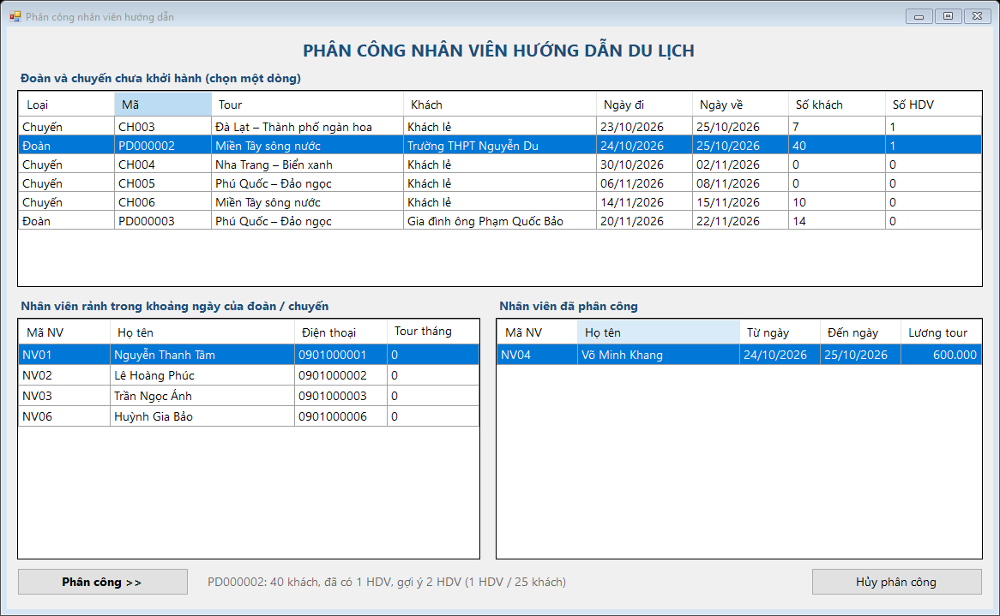 Phân công nhân viên hướng dẫn
PHÂN CÔNG NHÂN VIÊN HƯỚNG DẪN DU LỊCH
Đoàn và chuyến chưa khởi hành (chọn một dòng)
Loại Mã Tour Khách Ngày đi Ngày về Số khách Số HDV
Chuyến CH003 Đà Lạt – Thành phố ngàn hoa Khách lẻ 23/10/2026 25/10/2026 7 1
Đoàn PD000002 Miền Tây sông nước Trường THPT Nguyễn Du 24/10/2026 25/10/2026 40 1
Chuyến CH004 Nha Trang – Biển xanh Khách lẻ 30/10/2026 02/11/2026 0 0
Chuyến CH005 Phú Quốc – Đảo ngọc Khách lẻ 06/11/2026 08/11/2026 0 0
Chuyến CH006 Miền Tây sông nước Khách lẻ 14/11/2026 15/11/2026 10 0
Đoàn PD000003 Phú Quốc – Đảo ngọc Gia đình ông Phạm Quốc Bảo 20/11/2026 22/11/2026 14 0
Nhân viên rảnh trong khoảng ngày của đoàn / chuyến
Mã NV Họ tên Điện thoại Tour tháng
NV01 Nguyễn Thanh Tâm 0901000001 0
NV02 Lê Hoàng Phúc 0901000002 0
NV03 Trần Ngọc Ánh 0901000003 0
NV06 Huỳnh Gia Bảo 0901000006 0
Nhân viên đã phân công
Mã NV Họ tên Từ ngày Đến ngày Lương tour
NV04 Võ Minh Khang 24/10/2026 25/10/2026 600.000
Phân công >>
PD000002: 40 khách, đã có 1 HDV, gợi ý 2 HDV (1 HDV / 25 khách)
Hủy phân công